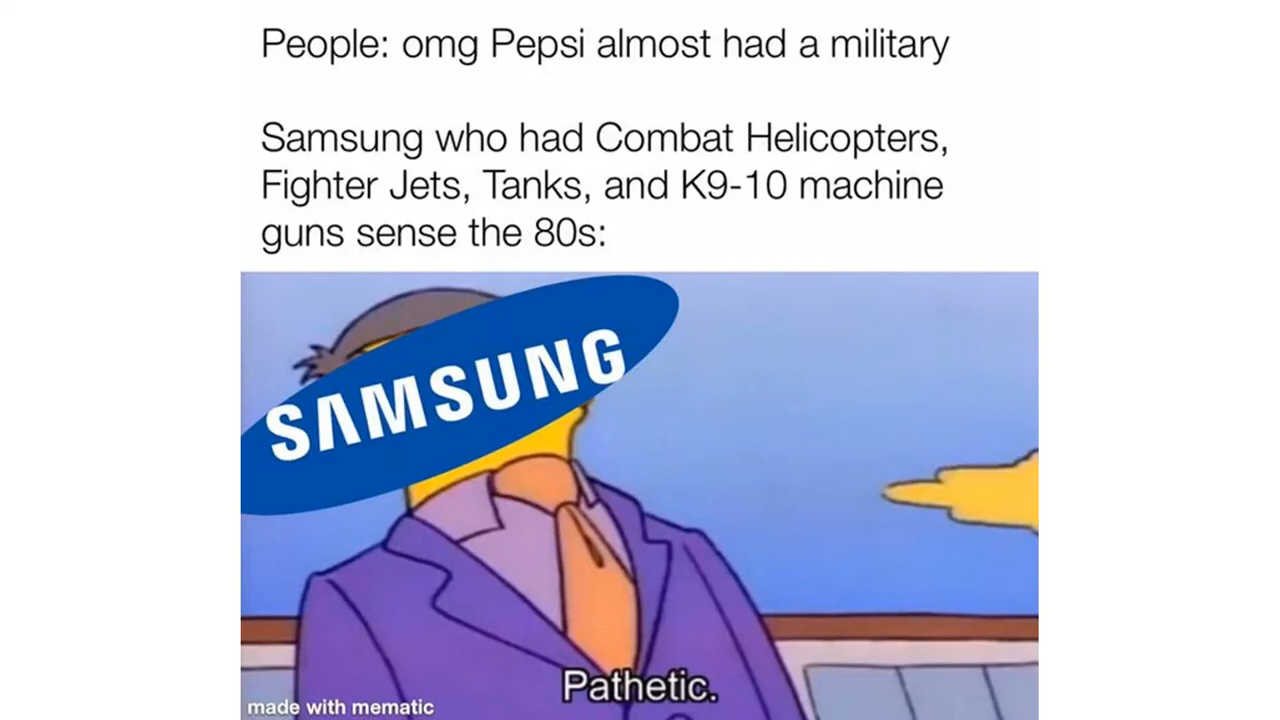 People: omg Pepsi almost had a military
Samsung who had Combat Helicopters,
Fighter Jets, Tanks, and K9-10 machine
guns sense the 80s:
SAMSUNG
Pathetic.
made with mematic